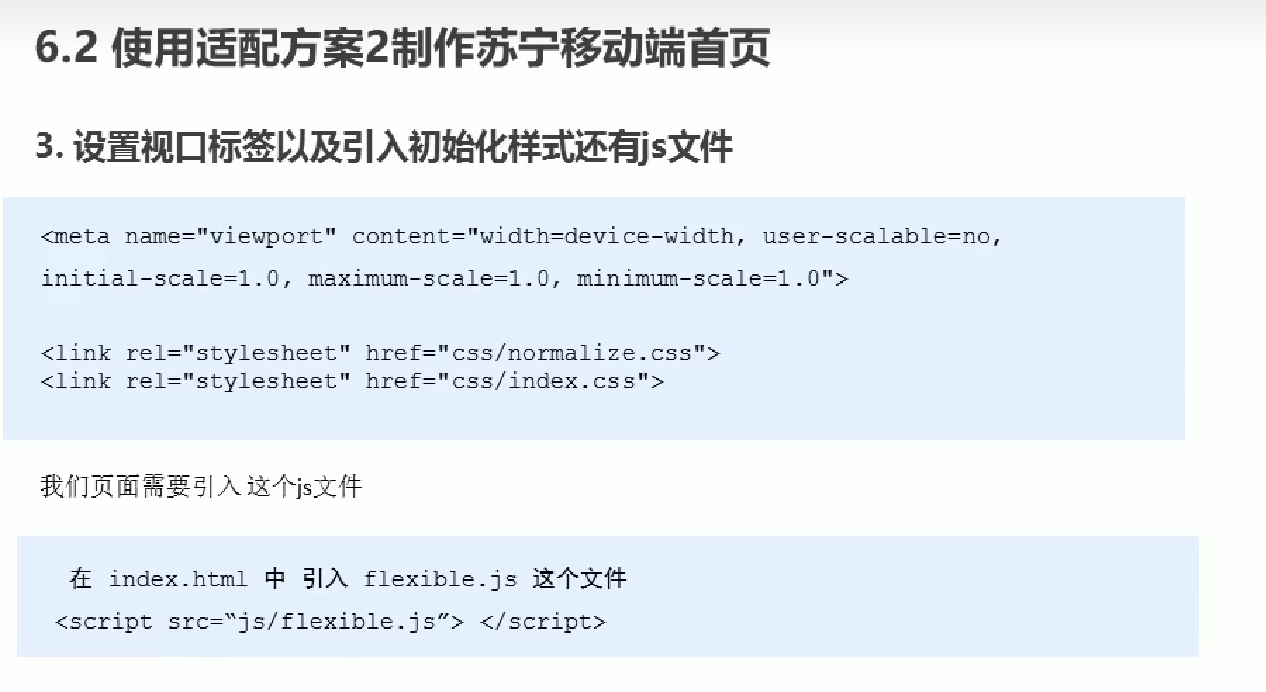 6.2 使用适配方案2制作苏宁移动端首页
3. 设置视口标签以及引入初始化样式还有js文件
<meta name="viewport" content="width=device-width, user-scalable=no,
initial-scale=1.0, maximum-scale=1.0, minimum-scale=1.0">
<link rel="stylesheet" href="css/normalize.css">
<link rel="stylesheet" href="css/index.css">
我们页面需要引入 这个js文件
在 index.html 中 引入 flexible.js 这个文件
<script src=“js/flexible.js”> </script>